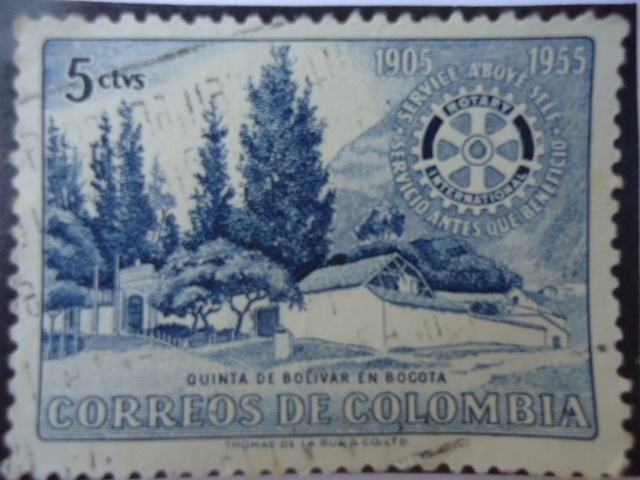 5 ctvs
1905 1955
SERVICE ABOVE SELF
ROTARY
INTERNATIONAL
SERVICIO ANTES QUE BENEFICIO
QUINTA DE BOLIVAR EN BOGOTA
CORREOS DE COLOMBIA
THOMAS DE LA RUE & CO. LTD.